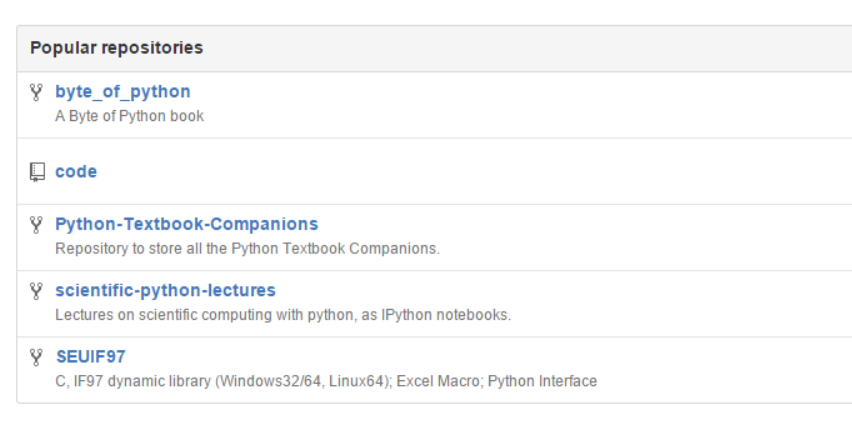 Popular repositories
byte_of_python
A Byte of Python book
code
Python-Textbook-Companions
Repository to store all the Python Textbook Companions.
scientific-python-lectures
Lectures on scientific computing with python, as IPython notebooks.
SEUIF97
C, IF97 dynamic library (Windows32/64, Linux64); Excel Macro; Python Interface